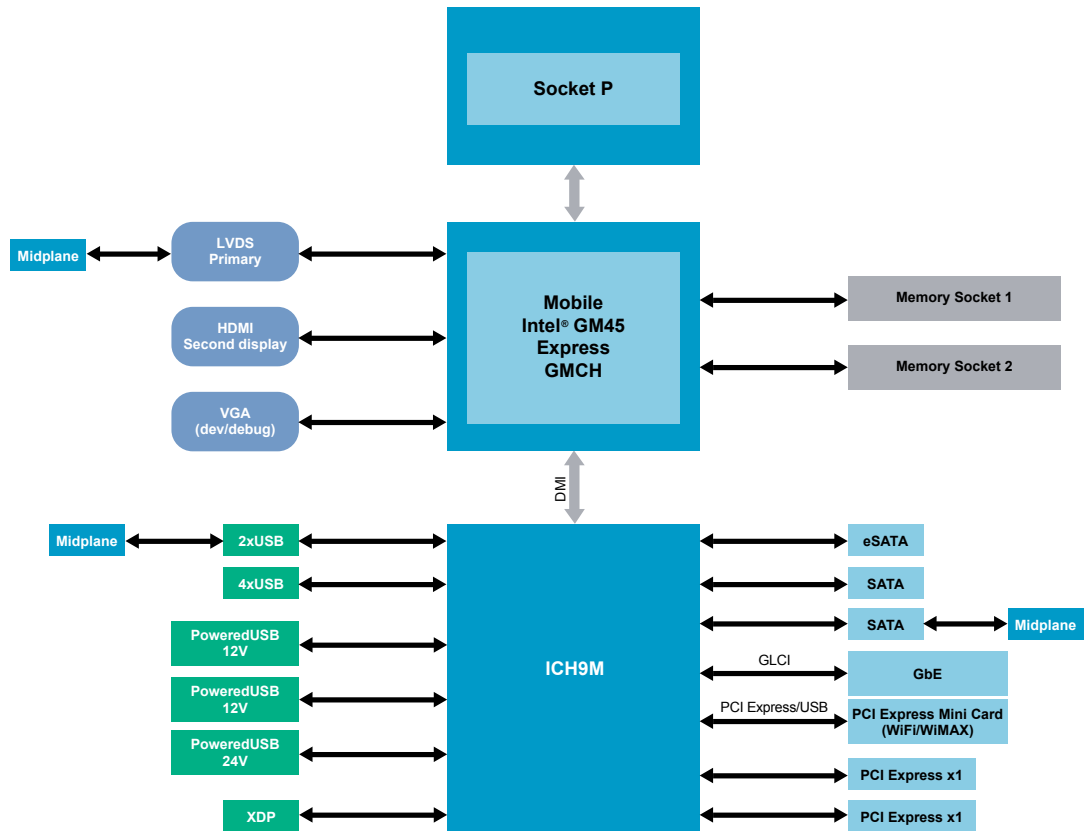 Socket P
Midplane
LVDS
Primary
HDMI
Second display
VGA
(dev/debug)
Mobile
Intel® GM45
Express
GMCH
Memory Socket 1
Memory Socket 2
DMI
Midplane
2xUSB
4xUSB
PoweredUSB
12V
PoweredUSB
12V
PoweredUSB
24V
XDP
ICH9M
eSATA
SATA
SATA
Midplane
GLCI
GbE
PCI Express/USB
PCI Express Mini Card
(WiFi/WiMAX)
PCI Express x1
PCI Express x1